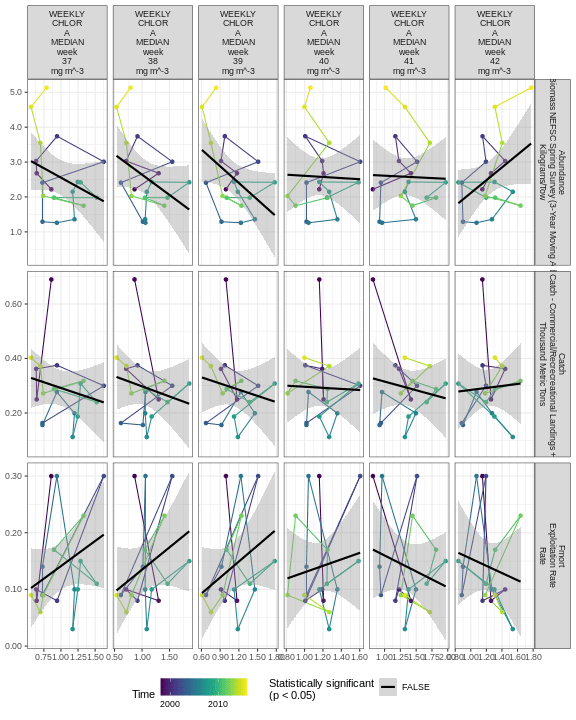 WEEKLY
CHLOR
A
MEDIAN
week
37
mg m^-3
WEEKLY
CHLOR
A
MEDIAN
week
38
mg m^-3
WEEKLY
CHLOR
A
MEDIAN
week
39
mg m^-3
WEEKLY
CHLOR
A
MEDIAN
week
40
mg m^-3
WEEKLY
CHLOR
A
MEDIAN
week
41
mg m^-3
WEEKLY
CHLOR
A
MEDIAN
week
42
mg m^-3
5.0
4.0
3.0
2.0
1.0
Abundance
Biomass NEFSC Spring Survey (3-Year Moving A
Kilograms/Tow
0.60
0.40
0.20
Catch
Catch - Commercial/Recreational Landings +
Thousand Metric Tons
0.30
0.20
0.10
0.00
Fmort
Exploitation Rate
Rate
0.75 1.00 1.25 1.50
0.50 1.00 1.50
0.60 0.90 1.20 1.50 1.80
0.80 1.00 1.20 1.40 1.60
1.00 1.25 1.50 1.75 2.00
0.80 1.00 1.20 1.40 1.60 1.80
Time
2000 2010
Statistically significant
(p < 0.05)
FALSE